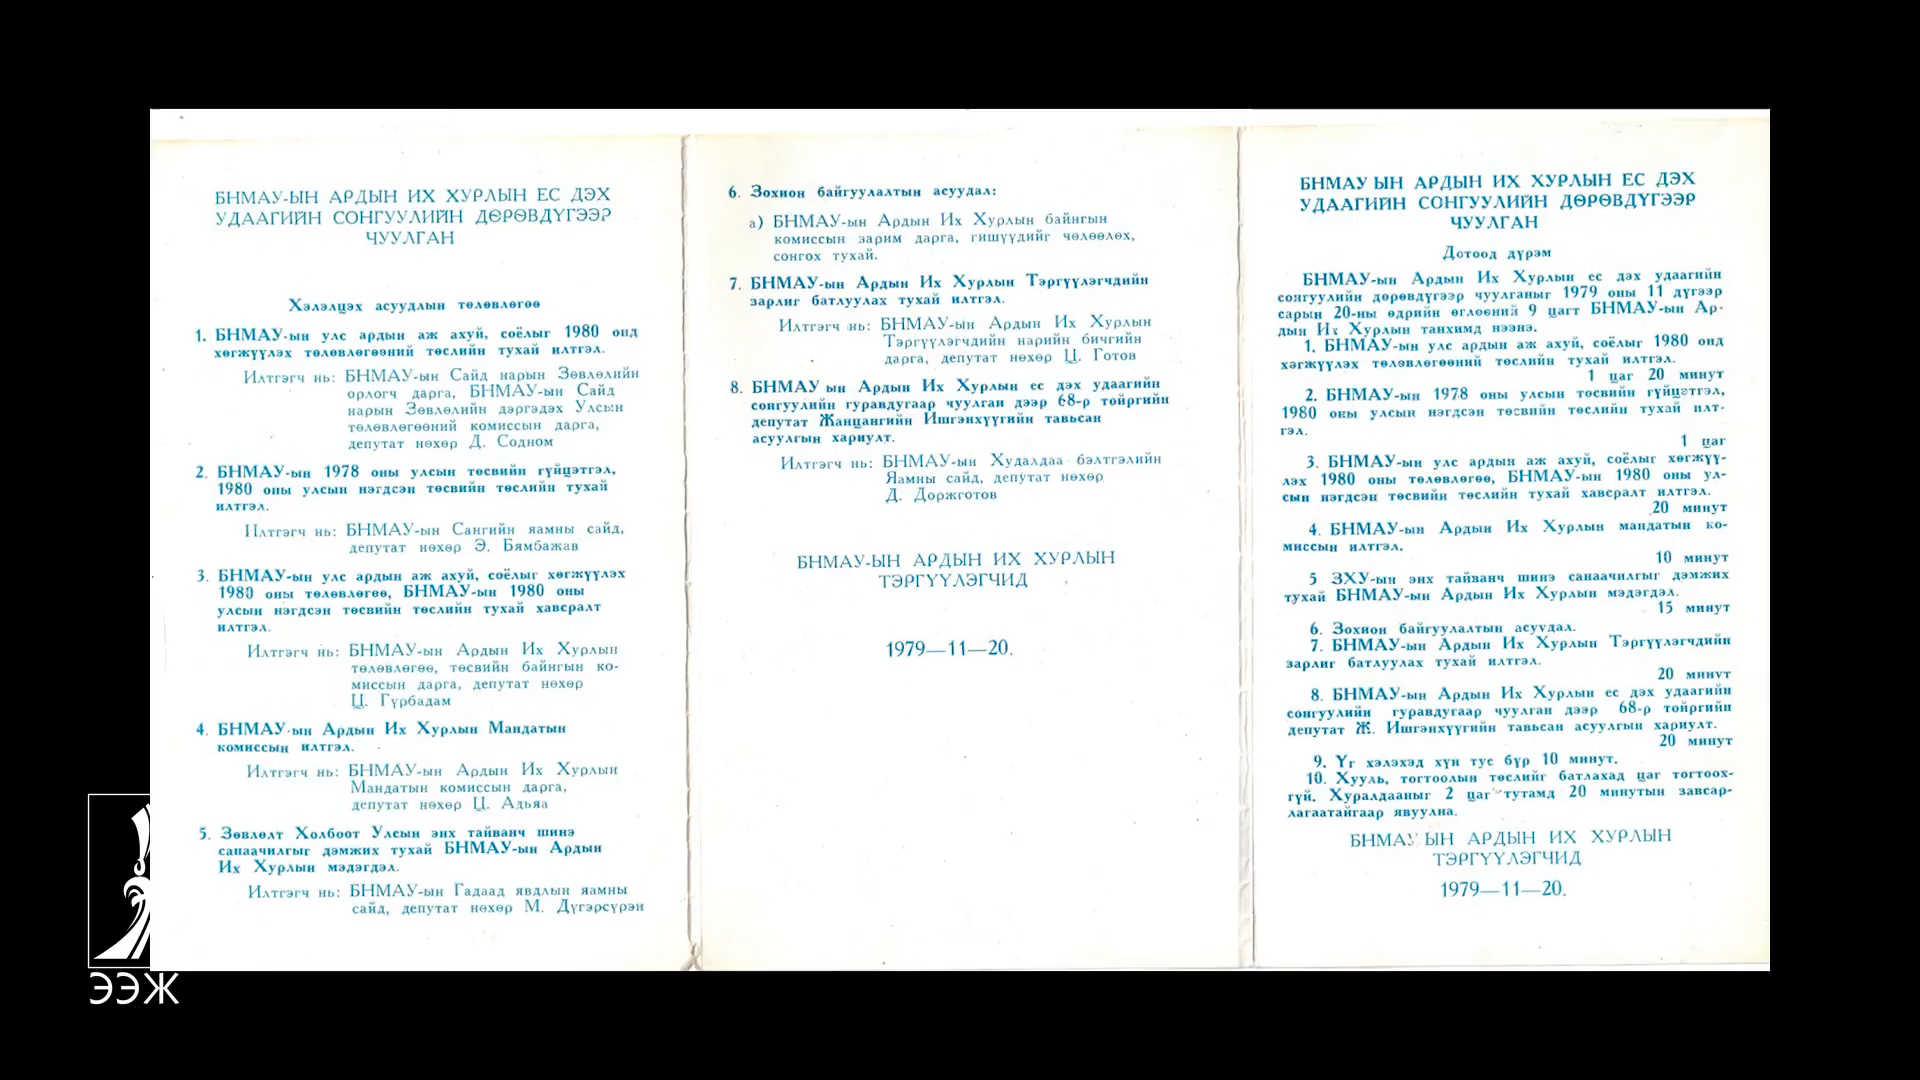 БНМАУ-ЫН АРДЫН ИХ ХУРЛЫН ЕС ДЭХ
УДААГИЙН СОНГУУЛИЙН ДӨРӨВДҮГЭЭР
ЧУУЛГАН
Хэлэлцэх асуудлын төлөвлөгөө
1. БНМАУ-ын улс ардын аж ахуй, соёлыг 1980 онд
хөгжүүлэх төлөвлөгөөний төслийн тухай илтгэл.
Илтгэгч нь: БНМАУ-ын Сайд нарын Зөвлөлийн
орлогч дарга, БНМАУ-ын Сайд
нарын Зөвлөлийн дэргэдэх Улсын
төлөвлөгөөний комиссын дарга,
депутат нөхөр Д. Содном
2. БНМАУ-ын 1978 оны улсын төсвийн гүйцэтгэл,
1980 оны улсын нэгдсэн төсвийн төслийн тухай
илтгэл.
Илтгэгч нь: БНМАУ-ын Сангийн яамны сайд,
депутат нөхөр Э. Бямбажав
3. БНМАУ-ын улс ардын аж ахуй, соёлыг хөгжүүлэх
1980 оны төлөвлөгөө, БНМАУ-ын 1980 оны
улсын нэгдсэн төсвийн төслийн тухай хавсралт
илтгэл.
Илтгэгч нь: БНМАУ-ын Ардын Их Хурлын
төлөвлөгөө, төсвийн байнгын ко-
миссын дарга, депутат нөхөр
Ц. Гүрбадам
4. БНМАУ-ын Ардын Их Хурлын Мандатын
комиссын илтгэл.
Илтгэгч нь: БНМАУ-ын Ардын Их Хурлын
Мандатын комиссын дарга,
депутат нөхөр Ц. Адьяа
5. Зөвлөлт Холбоот Улсын энх тайванч шинэ
санаачилгыг дэмжих тухай БНМАУ-ын Ардын
Их Хурлын мэдэгдэл.
Илтгэгч нь: БНМАУ-ын Гадаад явдлын яамны
сайд, депутат нөхөр М. Дүгэрсүрэн
6. Зохион байгуулалтын асуудал:
а) БНМАУ-ын Ардын Их Хурлын байнгын
комиссын зарим дарга, гишүүдийг чөлөөлөх,
сонгох тухай.
7. БНМАУ-ын Ардын Их Хурлын Тэргүүлэгчдийн
зарлиг батлуулах тухай илтгэл.
Илтгэгч нь: БНМАУ-ын Ардын Их Хурлын
Тэргүүлэгчдийн нарийн бичгийн
дарга, депутат нөхөр Ц. Готов
8. БНМАУ ын Ардын Их Хурлын ес дэх удаагийн
сонгуулийн гуравдугаар чуулган дээр 68-р тойргийн
депутат Жанцангийн Ишгэнхүүгийн тавьсан
асуулгын хариулт.
Илтгэгч нь: БНМАУ-ын Худалдаа бэлтгэлийн
Яамны сайд, депутат нөхөр
Д. Доржготов
БНМАУ-ЫН АРДЫН ИХ ХУРЛЫН
ТЭРГҮҮЛЭГЧИД
1979—11—20.
БНМАУ ЫН АРДЫН ИХ ХУРЛЫН ЕС ДЭХ
УДААГИЙН СОНГУУЛИЙН ДӨРӨВДҮГЭЭР
ЧУУЛГАН
Дотоод дүрэм
БНМАУ-ын Ардын Их Хурлын ес дэх удаагийн
сонгуулийн дөрөвдүгээр чуулганыг 1979 оны 11 дүгээр
сарын 20-ны өдрийн өглөөний 9 цагт БНМАУ-ын Ар-
дын Их Хурлын танхимд нээнэ.
1. БНМАУ-ын улс ардын аж ахуй, соёлыг 1980 онд
хөгжүүлэх төлөвлөгөөний төслийн тухай илтгэл.
1 цаг 20 минут
2. БНМАУ-ын 1978 оны улсын төсвийн гүйцэтгэл,
1980 оны улсын нэгдсэн төсвийн төслийн тухай илт-
гэл.
1 цаг
3. БНМАУ-ын улс ардын аж ахуй, соёлыг хөгжүү-
лэх 1980 оны төлөвлөгөө, БНМАУ-ын 1980 оны ул-
сын нэгдсэн төсвийн төслийн тухай хавсралт илтгэл.
20 минут
4. БНМАУ-ын Ардын Их Хурлын мандатын ко-
миссын илтгэл.
10 минут
5 ЗХУ-ын энх тайванч шинэ санаачилгыг дэмжих
тухай БНМАУ-ын Ардын Их Хурлын мэдэгдэл.
15 минут
6. Зохион байгуулалтын асуудал.
7. БНМАУ-ын Ардын Их Хурлын Тэргүүлэгчдийн
зарлиг батлуулах тухай илтгэл.
20 минут
8. БНМАУ-ын Ардын Их Хурлын ес дэх удаагийн
сонгуулийн гуравдугаар чуулган дээр 68-р тойргийн
депутат Ж. Ишгэнхүүгийн тавьсан асуулгын хариулт.
20 минут
9. Үг хэлэхэд хүн тус бүр 10 минут.
10. Хууль, тогтоолын төслийг батлахад цаг тогтоох-
гүй. Хуралдааныг 2 цаг тутамд 20 минутын завсар-
лагаатайгаар явуулна.
БНМАУ ЫН АРДЫН ИХ ХУРЛЫН
ТЭРГҮҮЛЭГЧИД
1979—11—20.
ЭЭЖ